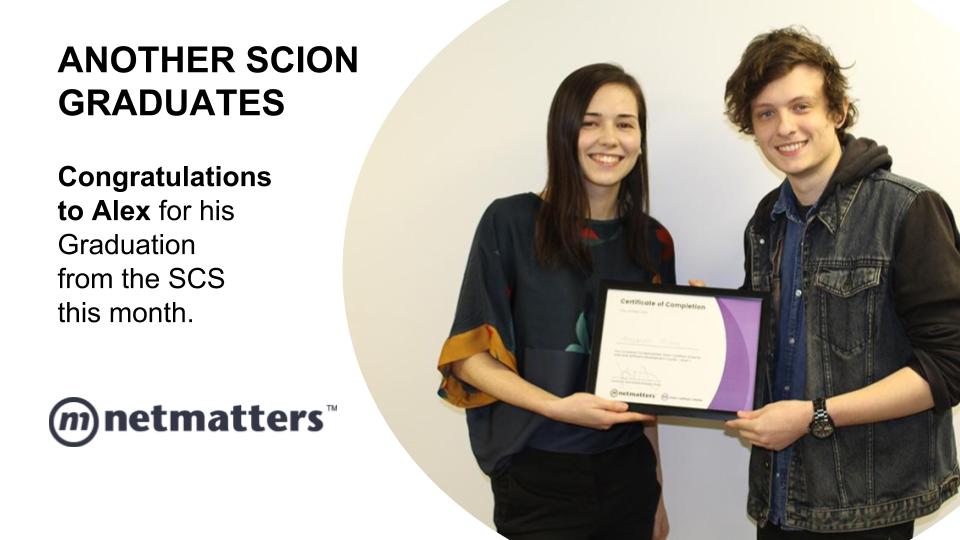 ANOTHER SCION
GRADUATES
Congratulations
to Alex for his
Graduation
from the SCS
this month.
m netmatters™
Certificate of Completion
netmatters